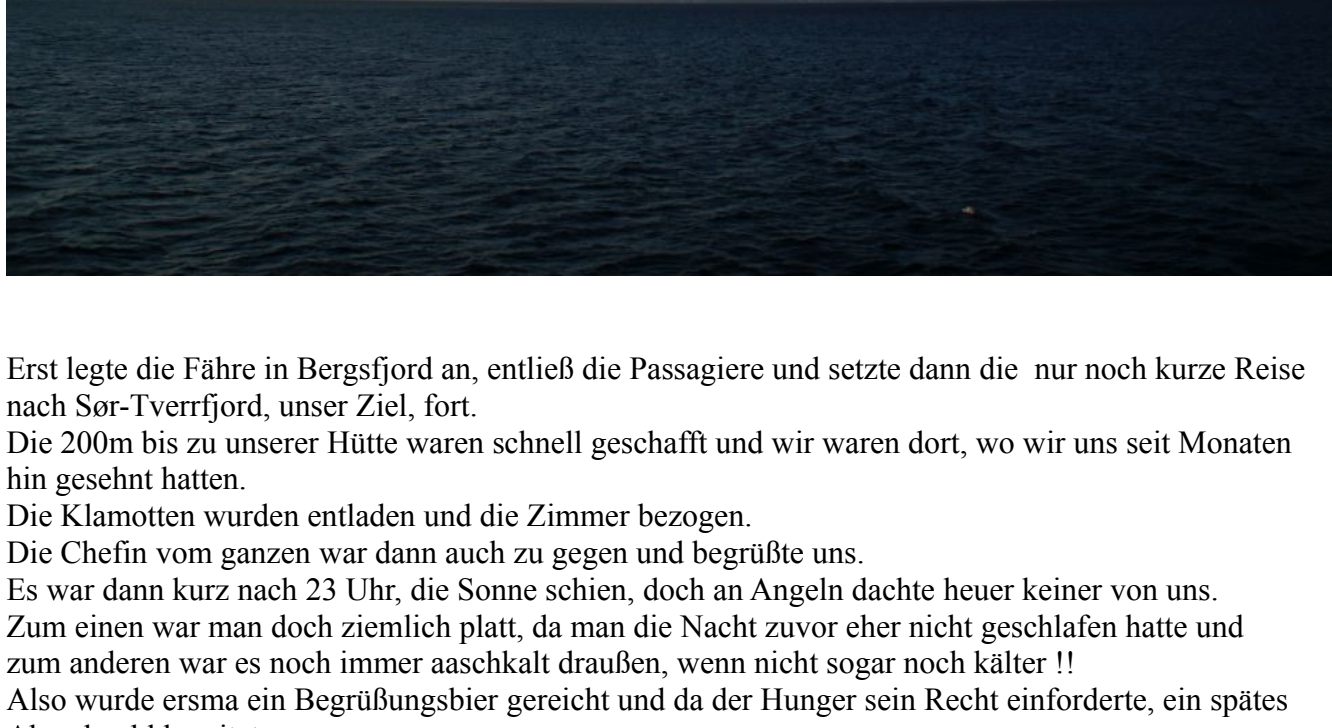 Erst legte die Fähre in Bergsfjord an, entließ die Passagiere und setzte dann die  nur noch kurze Reise
nach Sør-Tverrfjord, unser Ziel, fort.
Die 200m bis zu unserer Hütte waren schnell geschafft und wir waren dort, wo wir uns seit Monaten
hin gesehnt hatten.
Die Klamotten wurden entladen und die Zimmer bezogen.
Die Chefin vom ganzen war dann auch zu gegen und begrüßte uns.
Es war dann kurz nach 23 Uhr, die Sonne schien, doch an Angeln dachte heuer keiner von uns.
Zum einen war man doch ziemlich platt, da man die Nacht zuvor eher nicht geschlafen hatte und
zum anderen war es noch immer aaschkalt draußen, wenn nicht sogar noch kälter !!
Also wurde ersma ein Begrüßungsbier gereicht und da der Hunger sein Recht einforderte, ein spätes